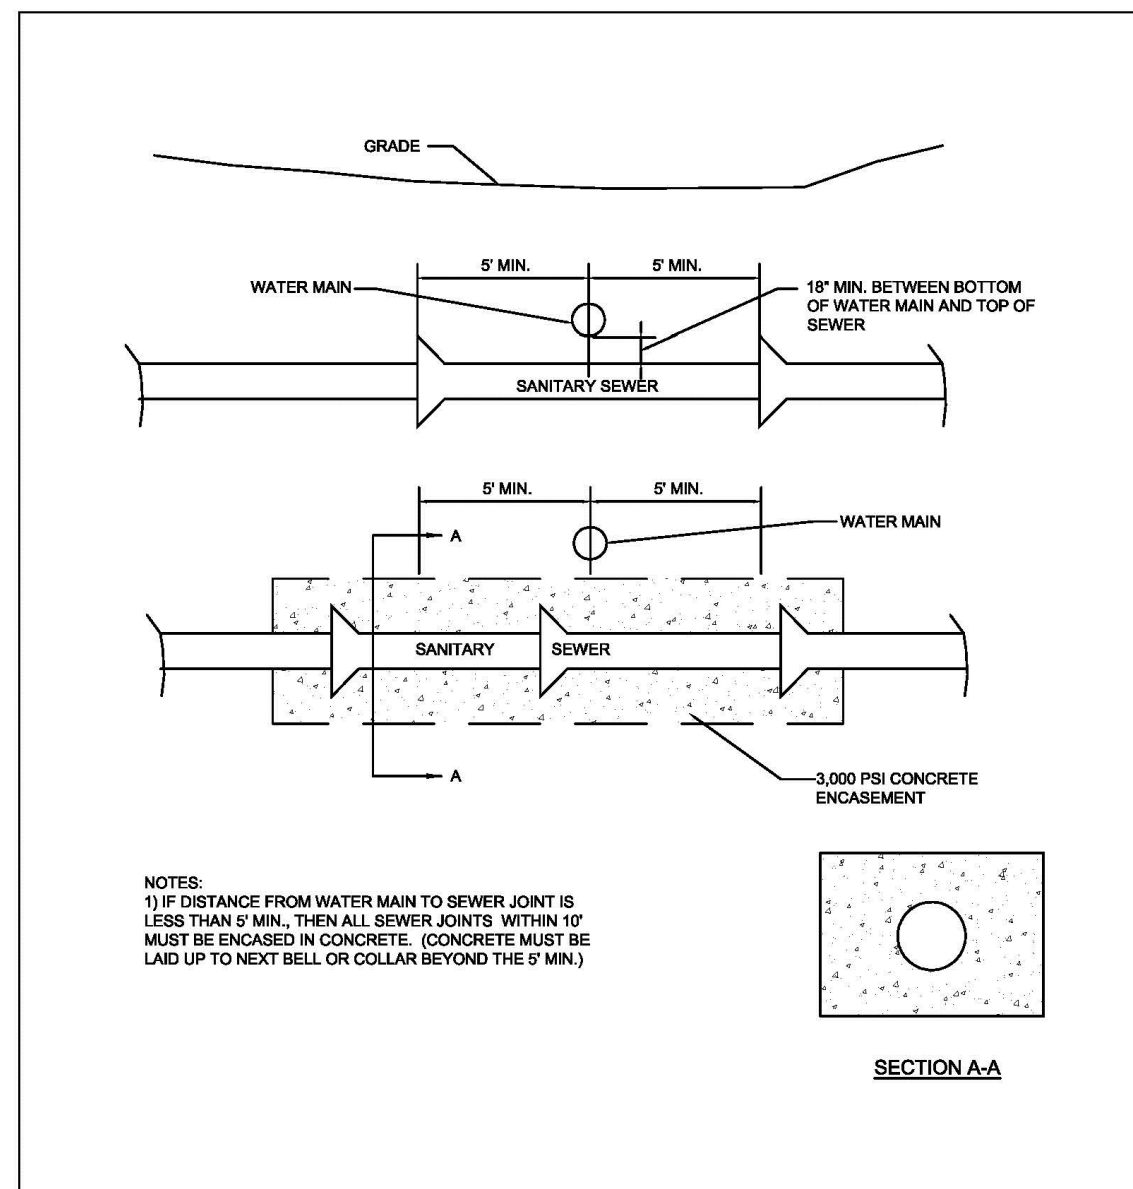 GRADE
5' MIN.
5' MIN.
WATER MAIN
18" MIN. BETWEEN BOTTOM
OF WATER MAIN AND TOP OF
SEWER
SANITARY SEWER
5' MIN.
5' MIN.
WATER MAIN
A
SANITARY SEWER
A
3,000 PSI CONCRETE
ENCASEMENT
NOTES:
1) IF DISTANCE FROM WATER MAIN TO SEWER JOINT IS
LESS THAN 5' MIN., THEN ALL SEWER JOINTS WITHIN 10'
MUST BE ENCASED IN CONCRETE. (CONCRETE MUST BE
LAID UP TO NEXT BELL OR COLLAR BEYOND THE 5' MIN.)
SECTION A-A